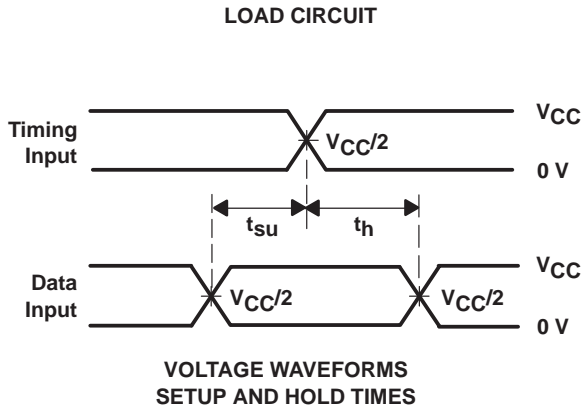 LOAD CIRCUIT
Timing
Input
VCC
VCC/2
0 V
tsu
th
Data
Input
VCC
VCC/2
VCC/2
0 V
VOLTAGE WAVEFORMS
SETUP AND HOLD TIMES